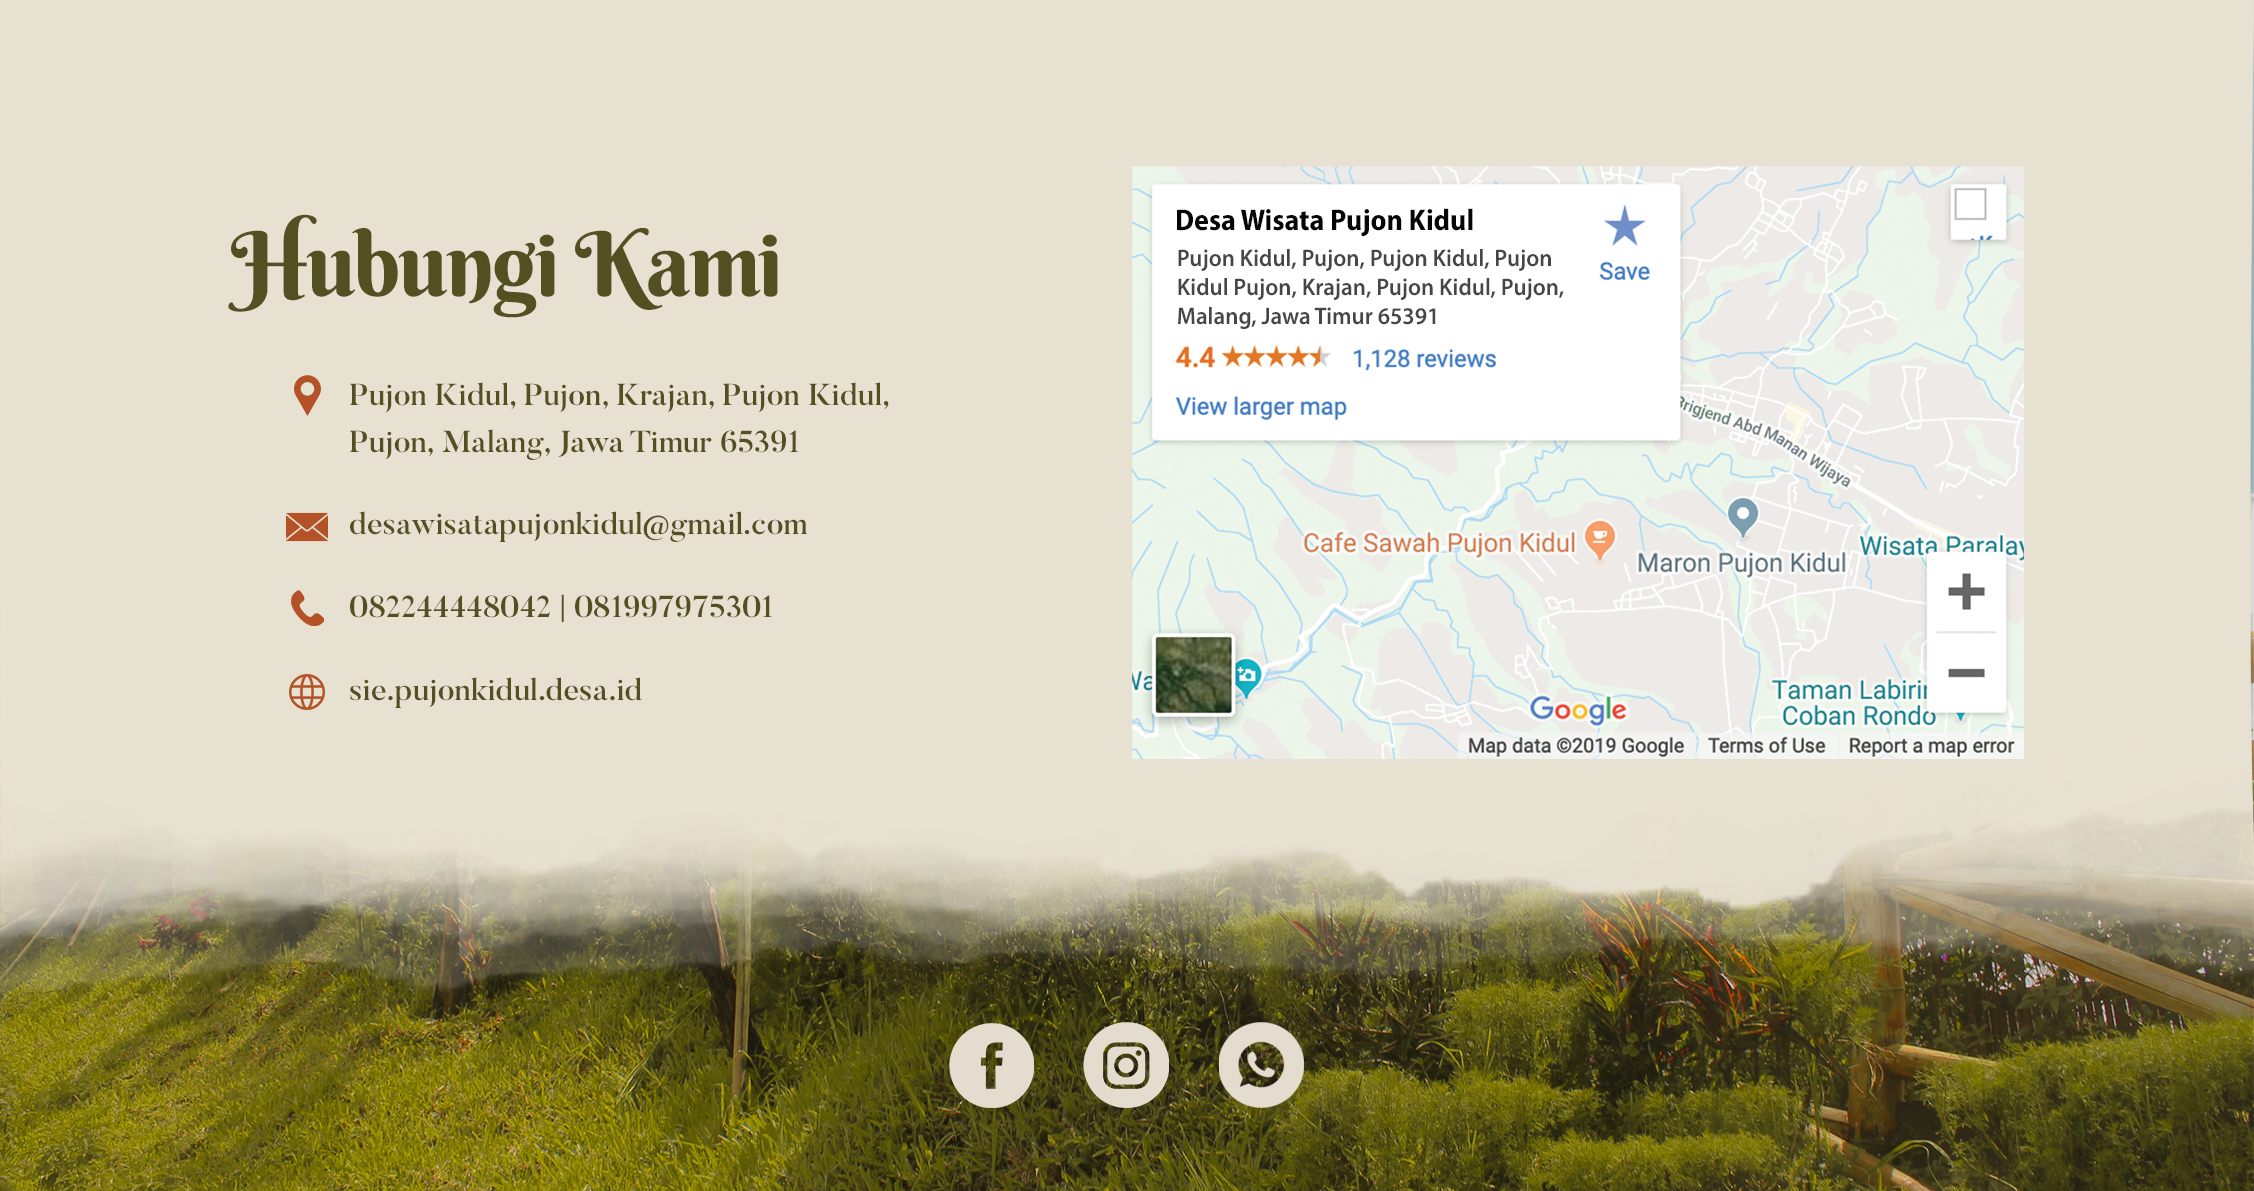 Hubungi Kami
Pujon Kidul, Pujon, Krajan, Pujon Kidul,
Pujon, Malang, Jawa Timur 65391
desawisatapujonkidul@gmail.com
082244448042 | 081997975301
sie.pujonkidul.desa.id
Desa Wisata Pujon Kidul
Save
Pujon Kidul, Pujon, Pujon Kidul, Pujon
Kidul Pujon, Krajan, Pujon Kidul, Pujon,
Malang, Jawa Timur 65391
4.4 1,128 reviews
View larger map
Brigjend Abd Manan Wijaya
Cafe Sawah Pujon Kidul
Maron Pujon Kidul
Wisata Paralay
Taman Labirin
Coban Rondo
Google
Map data ©2019 Google Terms of Use Report a map error